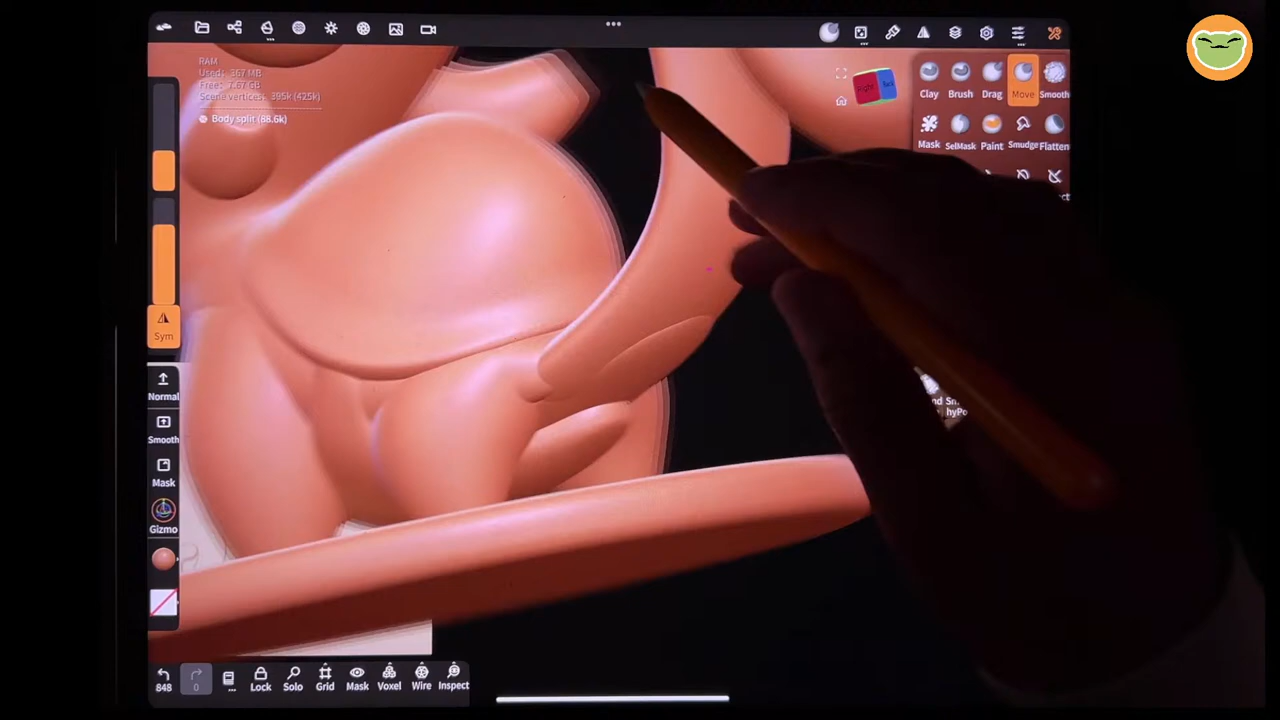 RAM
Used: 367 MB
Free: 7.67 GB
Scene vertices: 395k (425k)
Body split (88.6k)
Right
Back
Clay
Brush
Drag
Move
Smooth
Mask
SelMask
Paint
Smudge
Flatten
Sym
Normal
Smooth
Mask
Gizmo
848
0
Lock
Solo
Grid
Mask
Voxel
Wire
Inspect